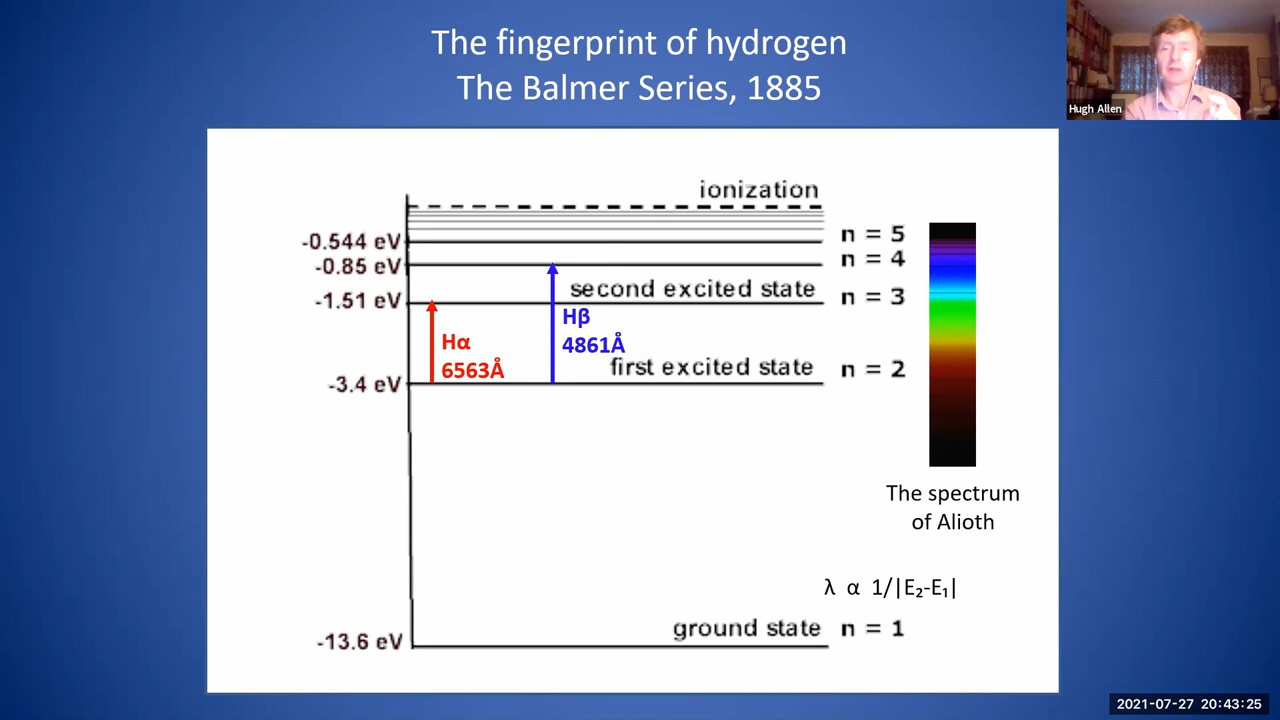 The fingerprint of hydrogen
The Balmer Series, 1885
Hugh Allen
ionization
-0.544 eV
n = 5
-0.85 eV
n = 4
second excited state
-1.51 eV
n = 3
Hβ
4861Å
Hα
6563Å
first excited state
n = 2
-3.4 eV
The spectrum
of Alioth
λ α 1/|E₂-E₁|
ground state n = 1
-13.6 eV
2021-07-27 20:43:25